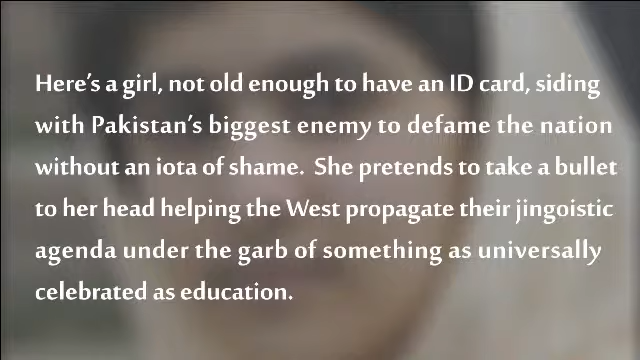 Here's a girl, not old enough to have an ID card, siding
with Pakistan's biggest enemy to defame the nation
without an iota of shame.  She pretends to take a bullet
to her head helping the West propagate their jingoistic
agenda under the garb of something as universally
celebrated as education.